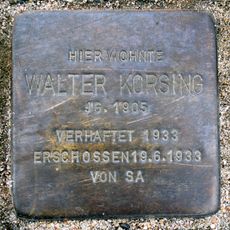 HIER WOHNTE
WALTER KORSING
JG. 1905
VERHAFTET 1933
ERSCHOSSEN 19.6.1933
VON SA